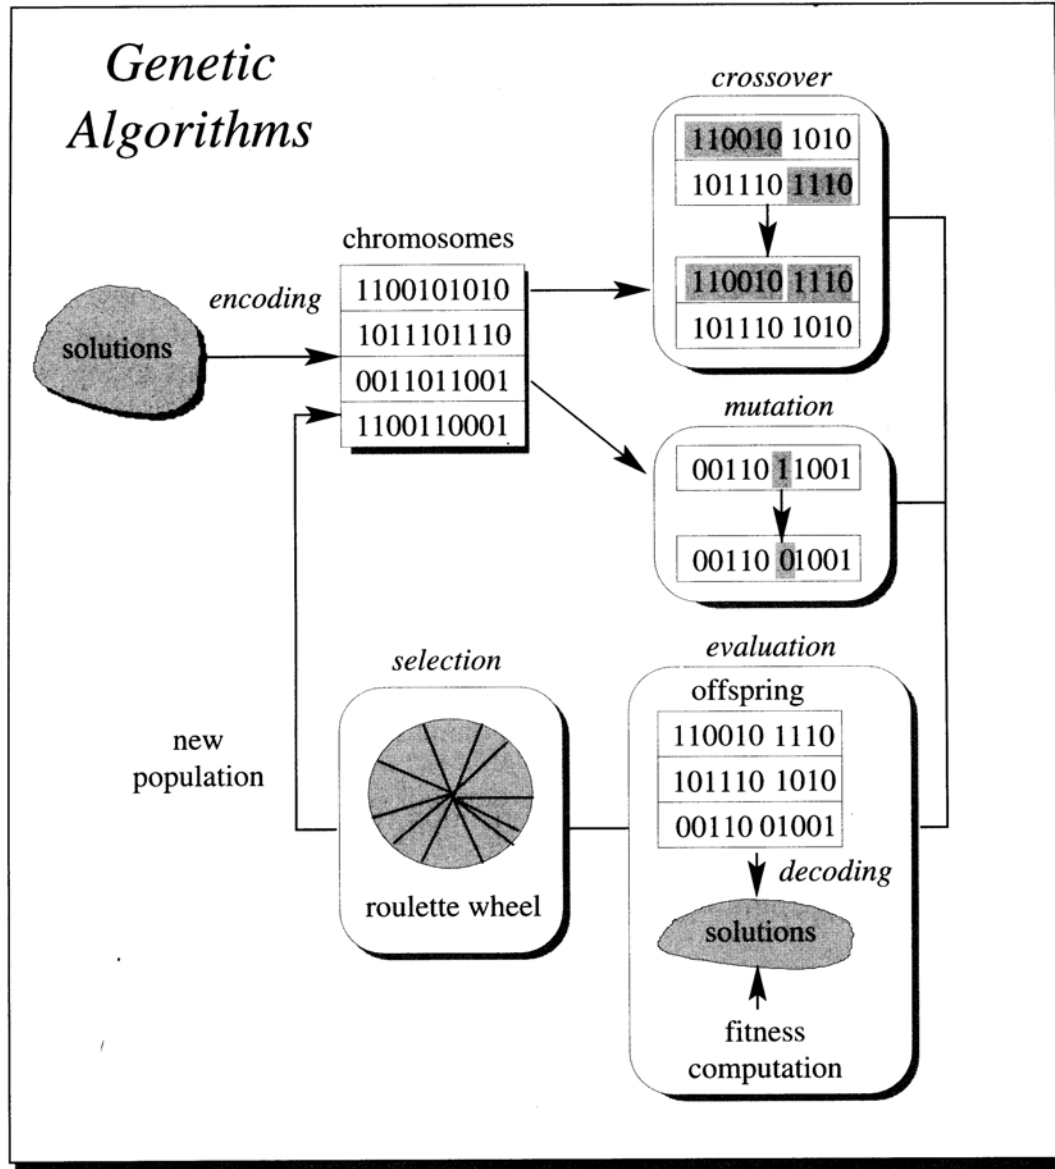 Genetic
Algorithms
solutions
encoding
chromosomes
1100101010
1011101110
0011011001
1100110001
crossover
110010 1010
101110 1110
110010 1110
101110 1010
mutation
00110 1 1001
00110 01001
evaluation
offspring
110010 1110
101110 1010
00110 01001
decoding
solutions
fitness
computation
selection
roulette wheel
new
population